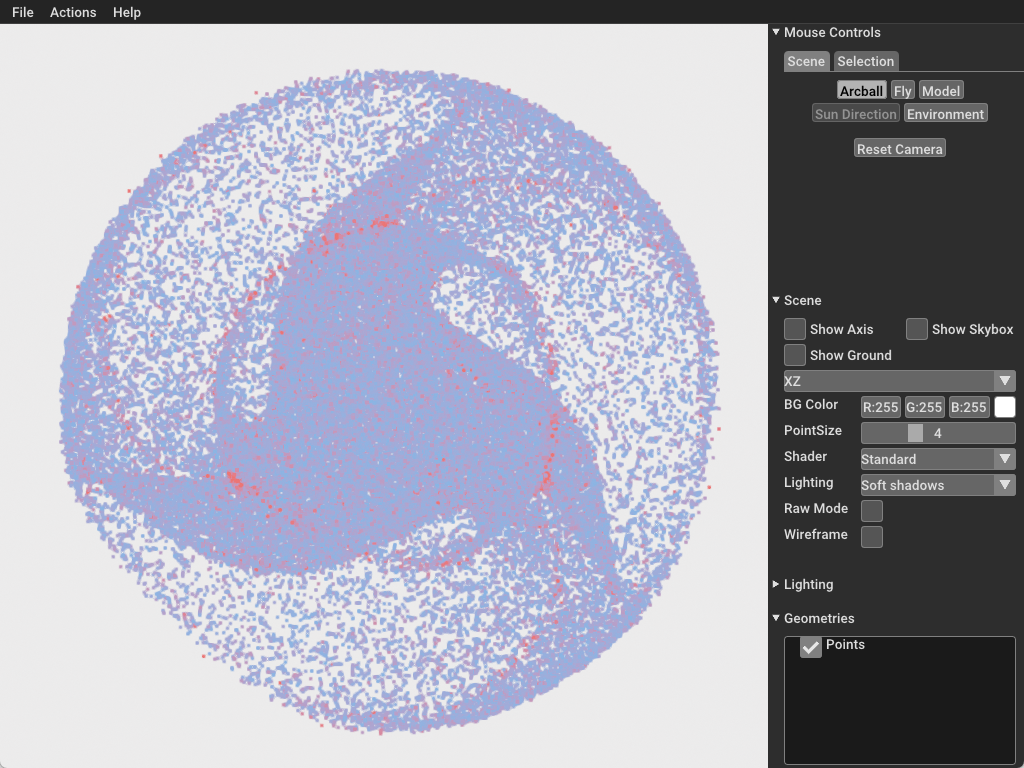 File Actions Help
Mouse Controls
Scene Selection
Arcball Fly Model
Sun Direction Environment
Reset Camera
Scene
Show Axis Show Skybox
Show Ground
XZ
BG Color R:255 G:255 B:255
PointSize 4
Shader Standard
Lighting Soft shadows
Raw Mode
Wireframe
Lighting
Geometries
Points